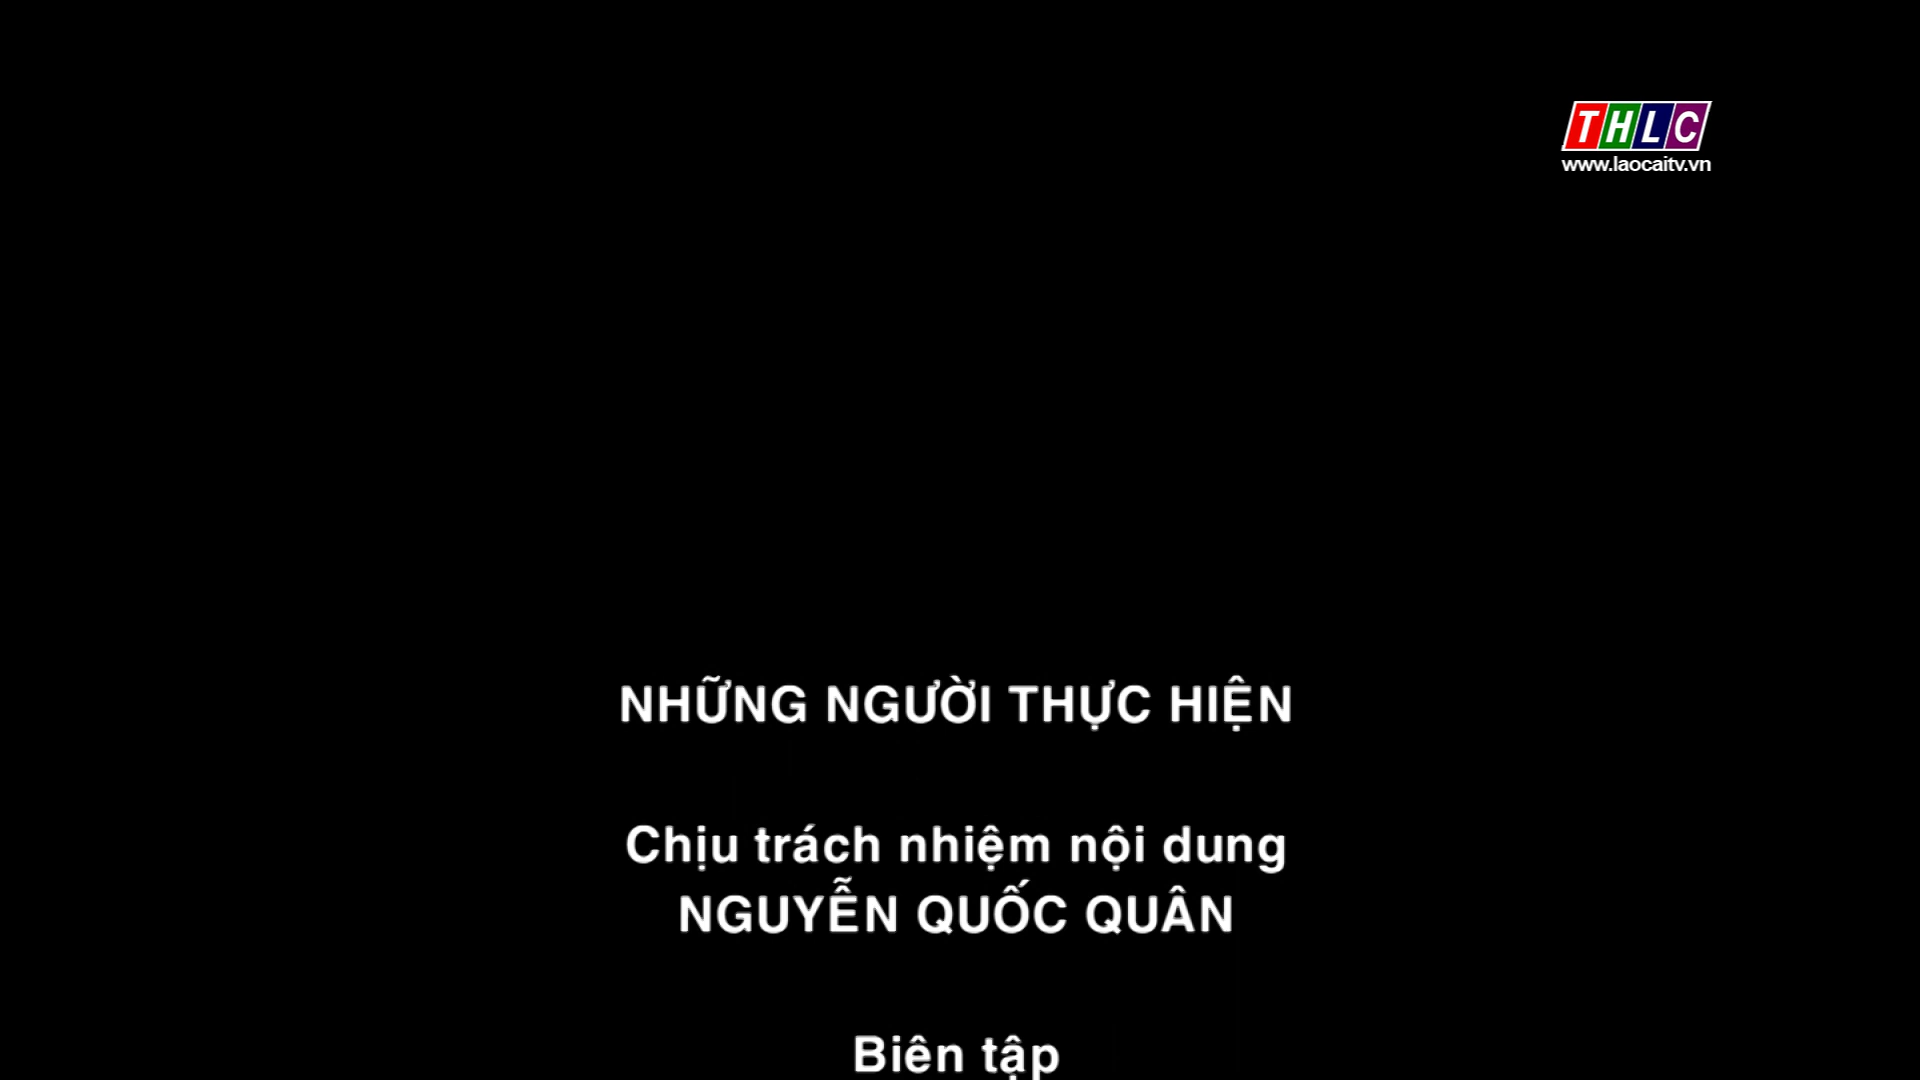 THLC
www.laocaitv.vn
NHỮNG NGƯỜI THỰC HIỆN
Chịu trách nhiệm nội dung
NGUYỄN QUỐC QUÂN
Biên tập